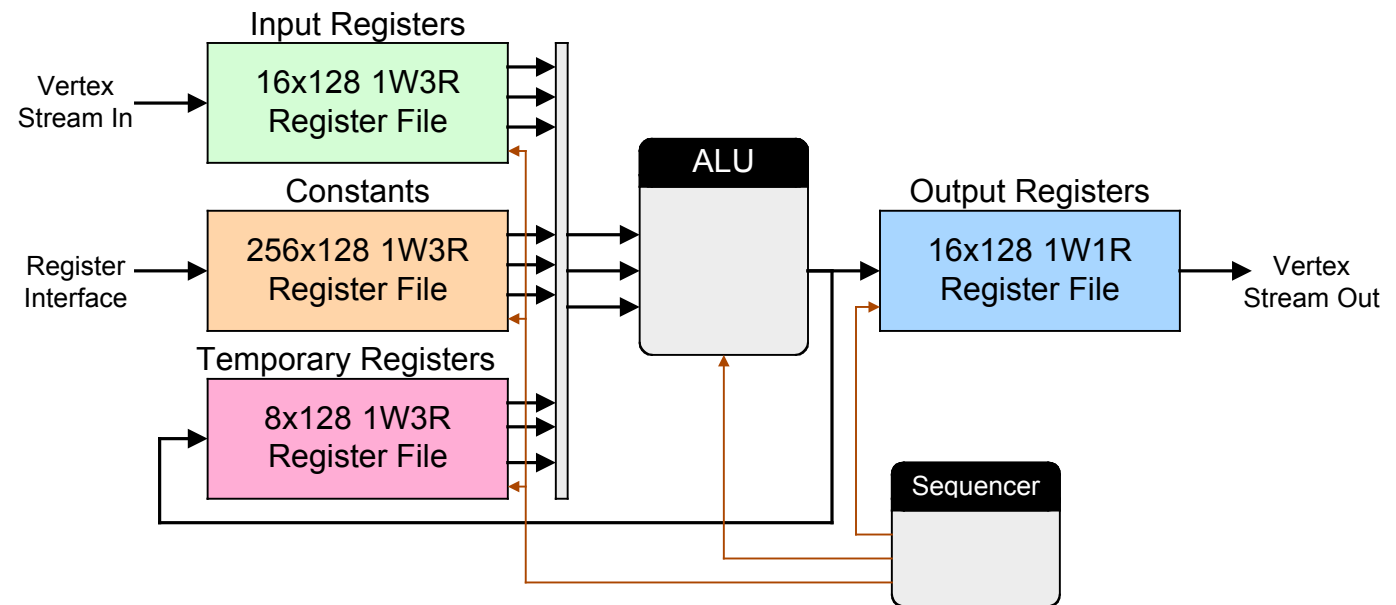 Input Registers
Vertex
Stream In
16x128 1W3R
Register File
ALU
Constants
Register
Interface
256x128 1W3R
Register File
Output Registers
16x128 1W1R
Register File
Vertex
Stream Out
Temporary Registers
8x128 1W3R
Register File
Sequencer